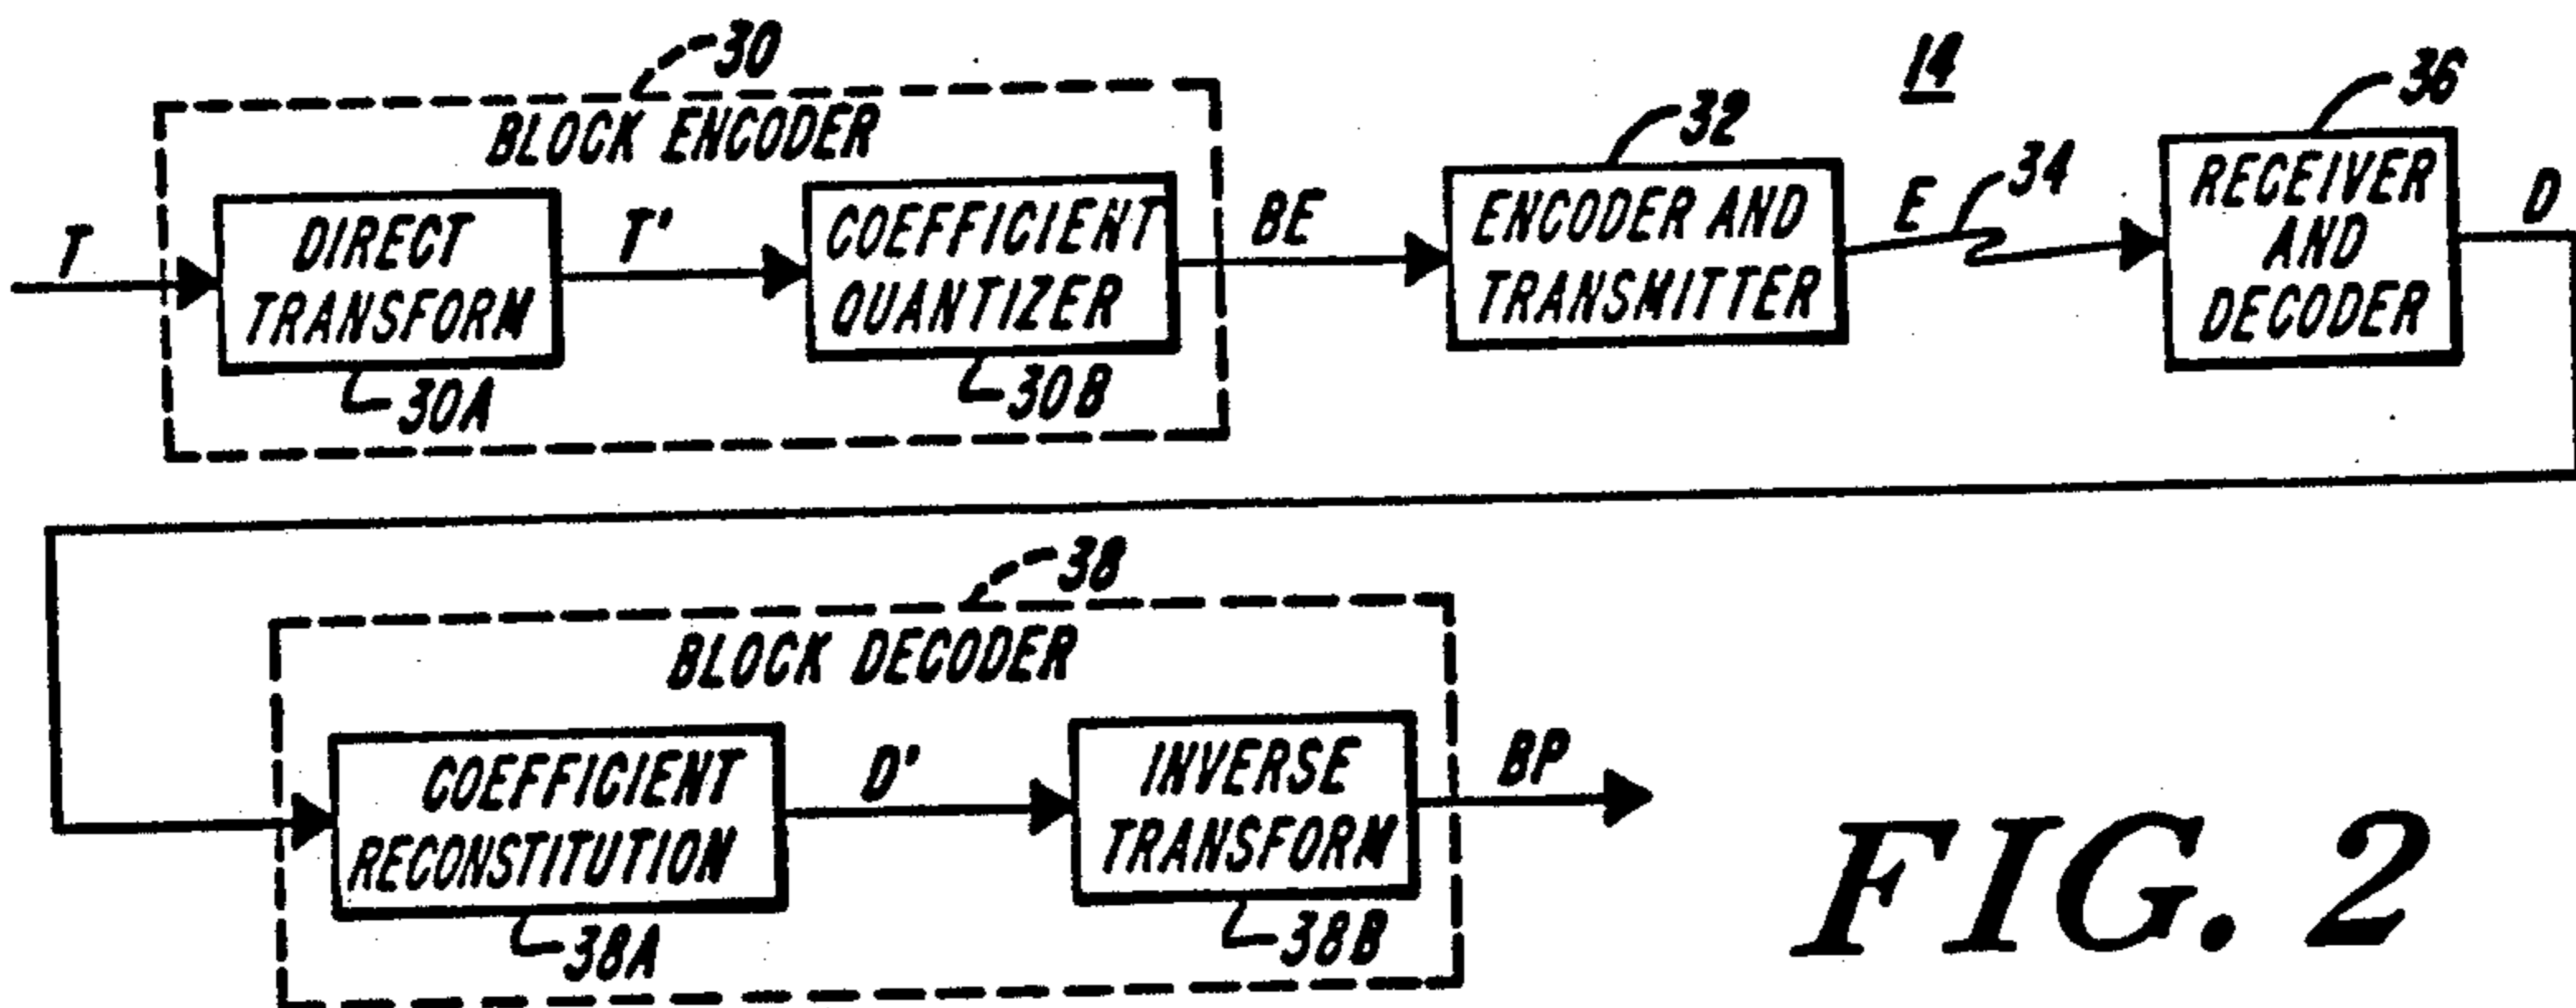 30
14
36
BLOCK ENCODER
32
34
DIRECT
TRANSFORM
T
T'
COEFFICIENT
QUANTIZER
BE
ENCODER AND
TRANSMITTER
E
RECEIVER
AND
DECODER
D
30A
30B
38
BLOCK DECODER
COEFFICIENT
RECONSTITUTION
D'
INVERSE
TRANSFORM
BP
38A
38B
FIG. 2